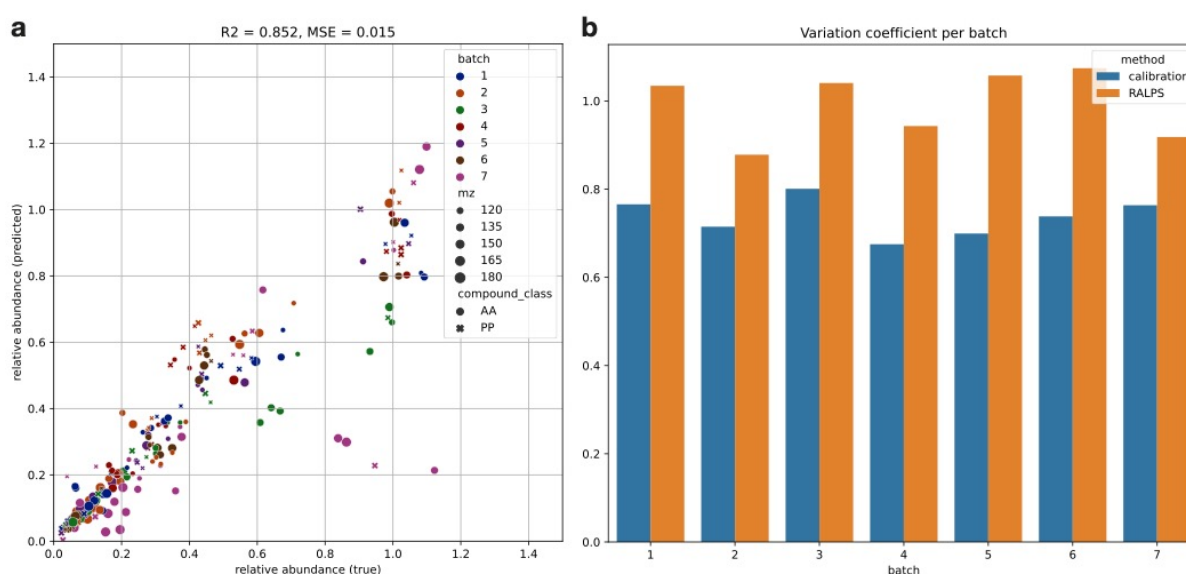 a
R2 = 0.852, MSE = 0.015
relative abundance (predicted)
1.4
1.2
1.0
0.8
0.6
0.4
0.2
0.0
0.0 0.2 0.4 0.6 0.8 1.0 1.2 1.4
relative abundance (true)
batch
1
2
3
4
5
6
7
mz
120
135
150
165
180
compound_class
AA
PP
b
Variation coefficient per batch
1.0
0.8
0.6
0.4
0.2
0.0
1 2 3 4 5 6 7
batch
method
calibration
RALPS